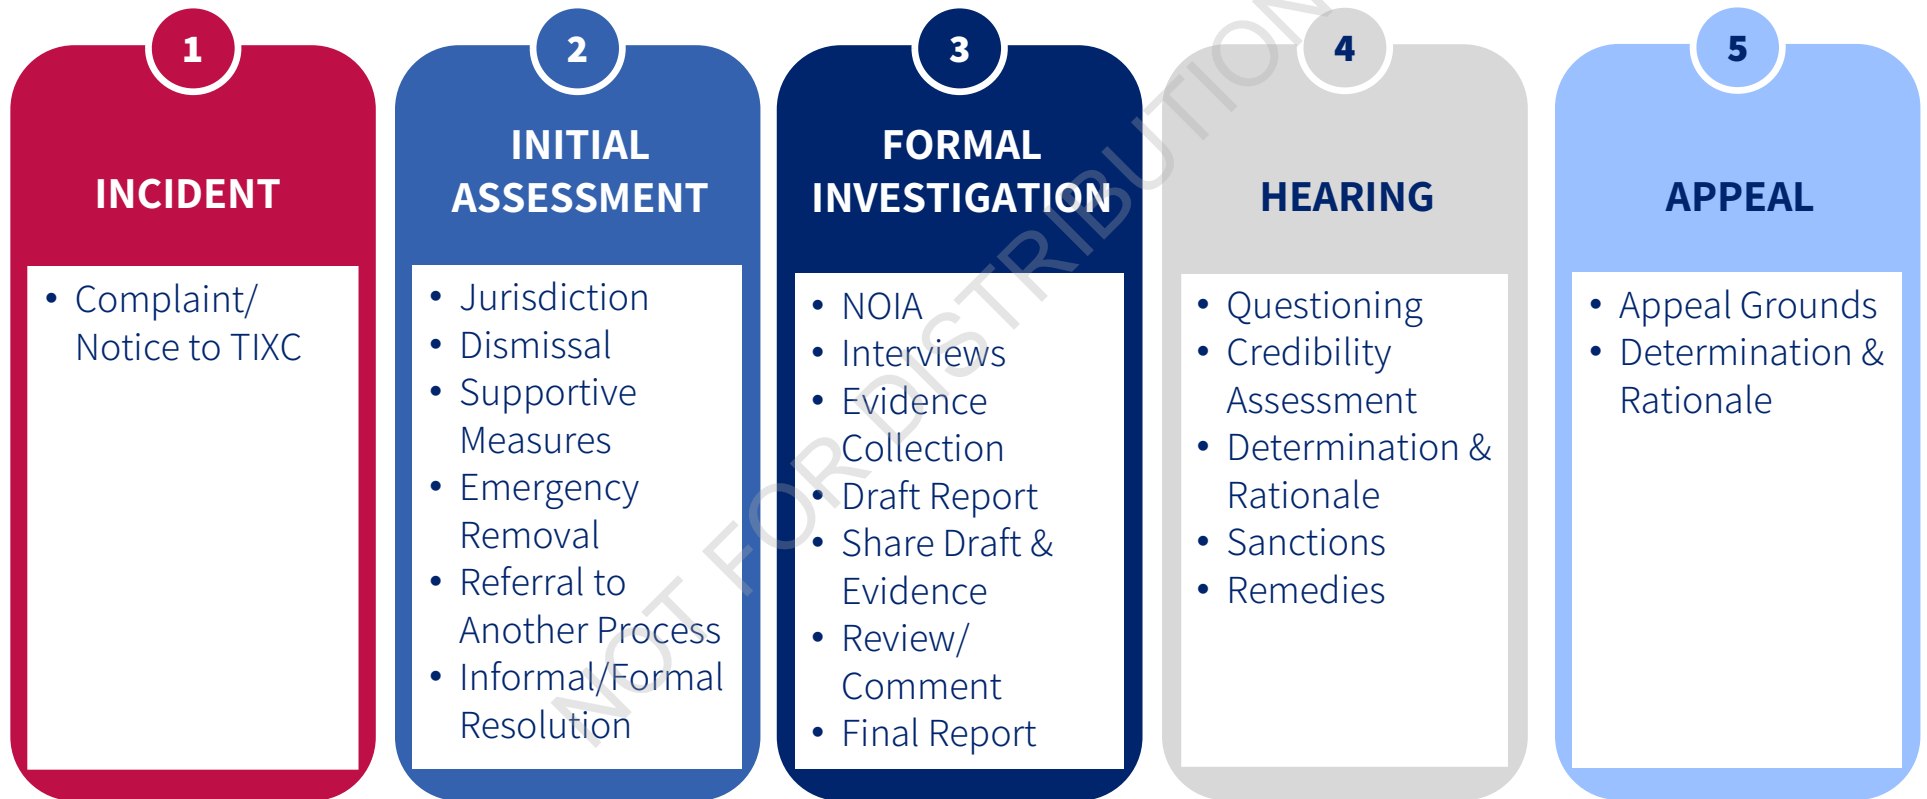 1
INCIDENT
• Complaint/
Notice to TIXC
2
INITIAL
ASSESSMENT
• Jurisdiction
• Dismissal
• Supportive
Measures
• Emergency
Removal
• Referral to
Another Process
• Informal/Formal
Resolution
3
FORMAL
INVESTIGATION
• NOIA
• Interviews
• Evidence
Collection
• Draft Report
• Share Draft &
Evidence
• Review/
Comment
• Final Report
4
HEARING
• Questioning
• Credibility
Assessment
• Determination &
Rationale
• Sanctions
• Remedies
5
APPEAL
• Appeal Grounds
• Determination &
Rationale
NOT FOR DISTRIBUTION